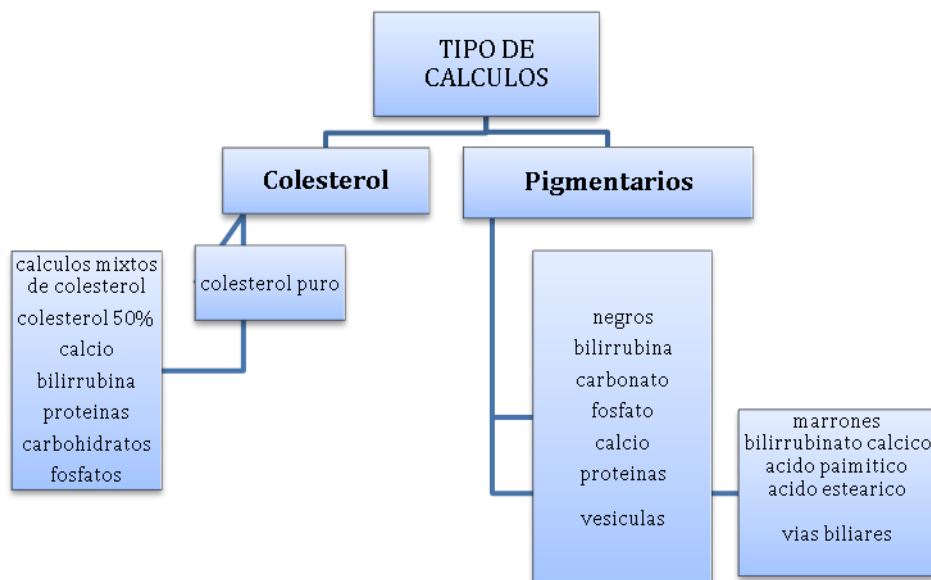 TIPO DE
CALCULOS
Colesterol
Pigmentarios
calculos mixtos
de colesterol
colesterol 50%
calcio
bilirrubina
proteinas
carbohidratos
fosfatos
colesterol puro
negros
bilirrubina
carbonato
fosfato
calcio
proteinas
vesiculas
marrones
bilirrubinato calcico
acido paimitico
acido estearico
vias biliares